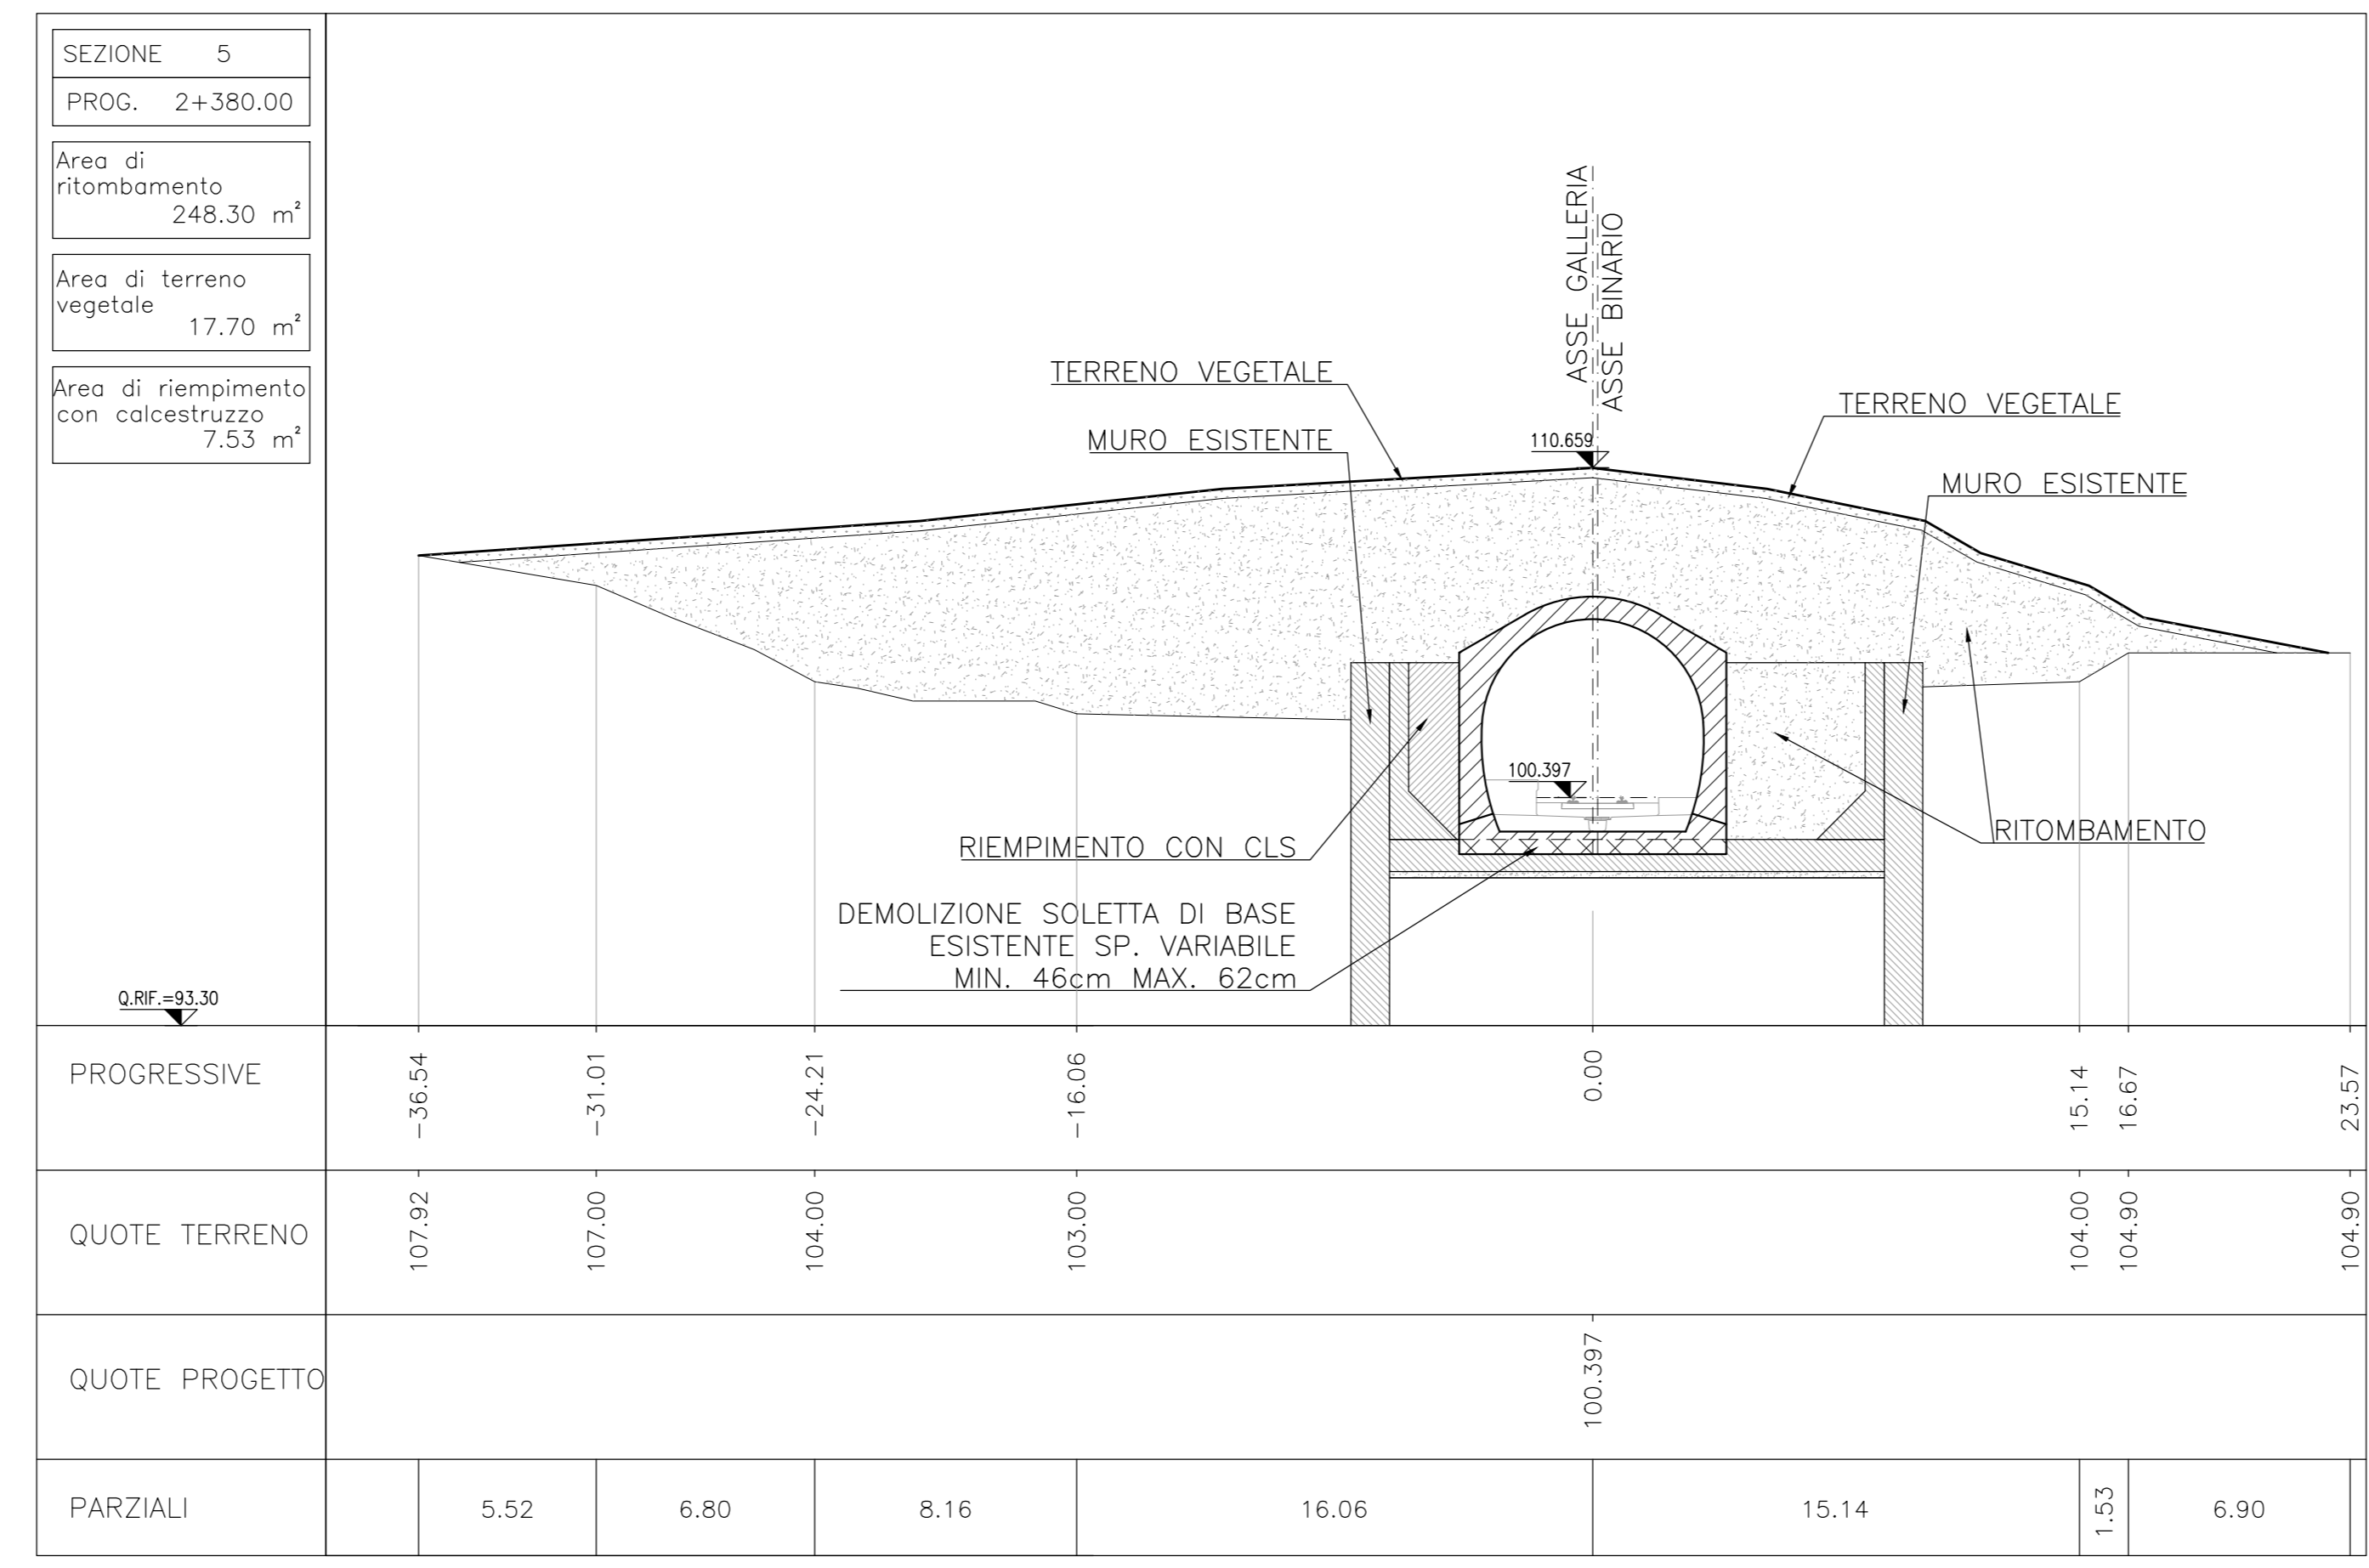 SEZIONE 5
PROG. 2+380.00
Area di
ritombamento
248.30 m²
Area di terreno
vegetale
17.70 m²
Area di riempimento
con calcestruzzo
7.53 m²
ASSE GALLERIA
ASSE BINARIO
TERRENO VEGETALE
TERRENO VEGETALE
MURO ESISTENTE
110.659
MURO ESISTENTE
100.397
RITOMBAMENTO
RIEMPIMENTO CON CLS
DEMOLIZIONE SOLETTA DI BASE
ESISTENTE SP. VARIABILE
MIN. 46cm MAX. 62cm
Q.RIF.=93.30
PROGRESSIVE -36.54 -31.01 -24.21 -16.06 0.00 15.14 16.67 23.57
QUOTE TERRENO 107.92 107.00 104.00 103.00 104.00 104.90 104.90
QUOTE PROGETTO 100.397
PARZIALI 5.52 6.80 8.16 16.06 15.14 1.53 6.90